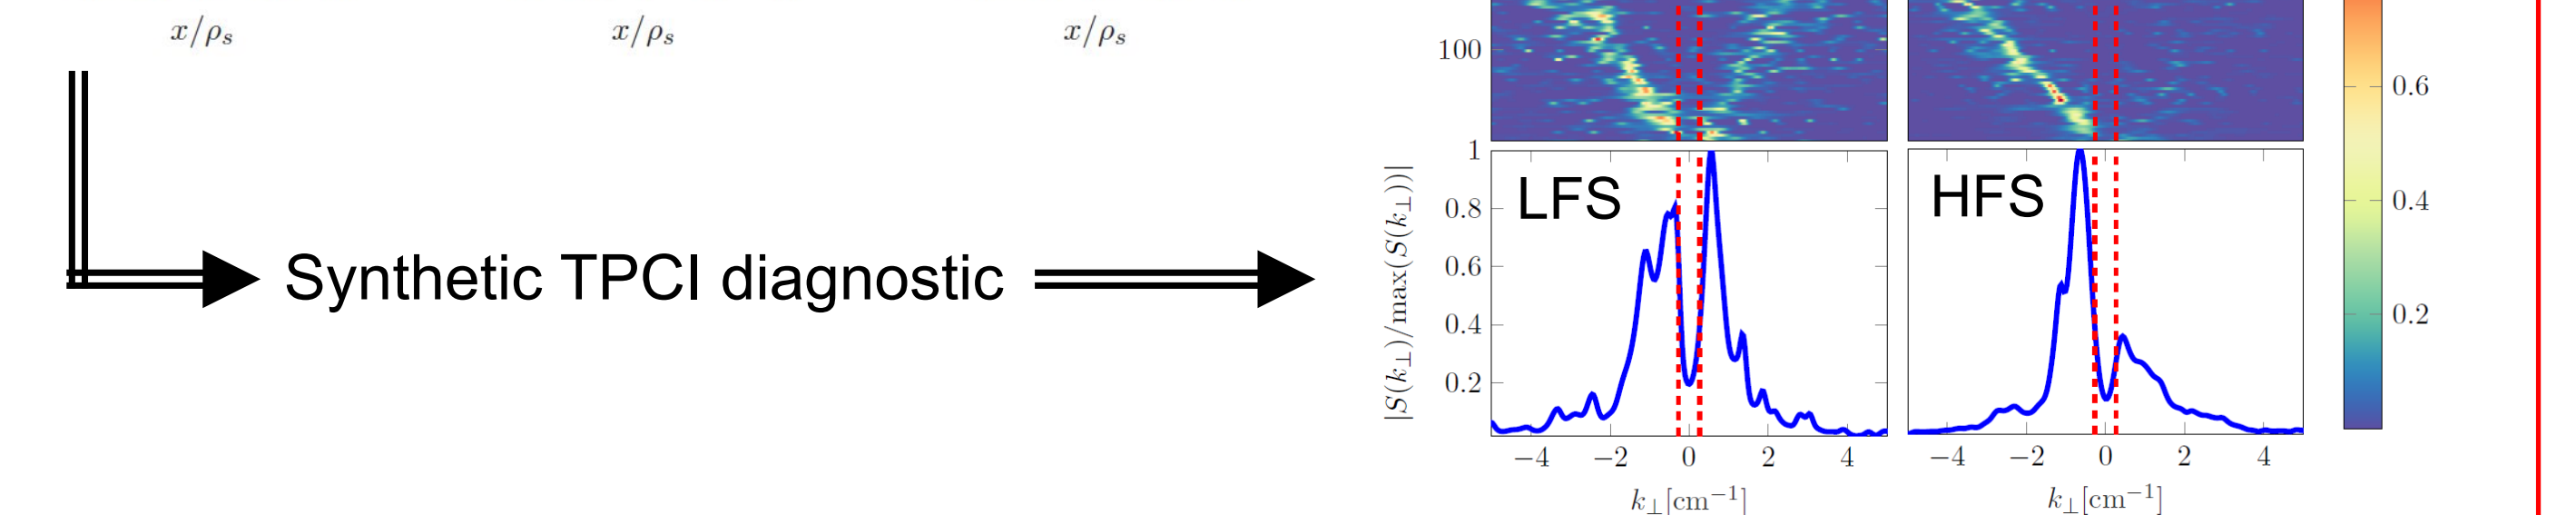 x/ρs x/ρs x/ρs
100
0.6
0.4
0.2
Synthetic TPCI diagnostic
|S(k⊥)/max(S(k⊥))|
1
0.8
0.6
0.4
0.2
LFS
HFS
−4 −2 0 2 4
−4 −2 0 2 4
k⊥[cm⁻¹] k⊥[cm⁻¹]